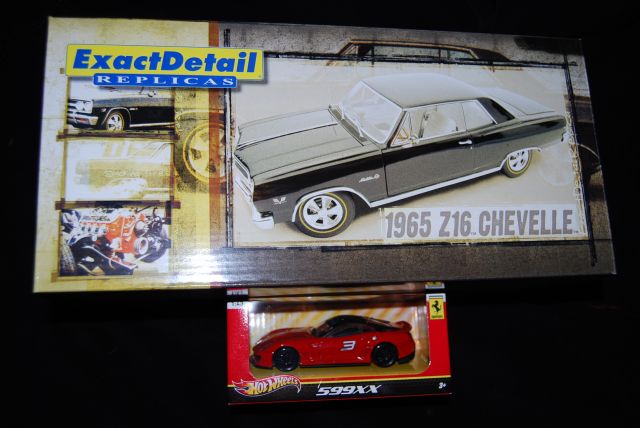 ExactDetail
REPLICAS
1965 Z16 CHEVELLE
3
Hot Wheels
599XX
3+